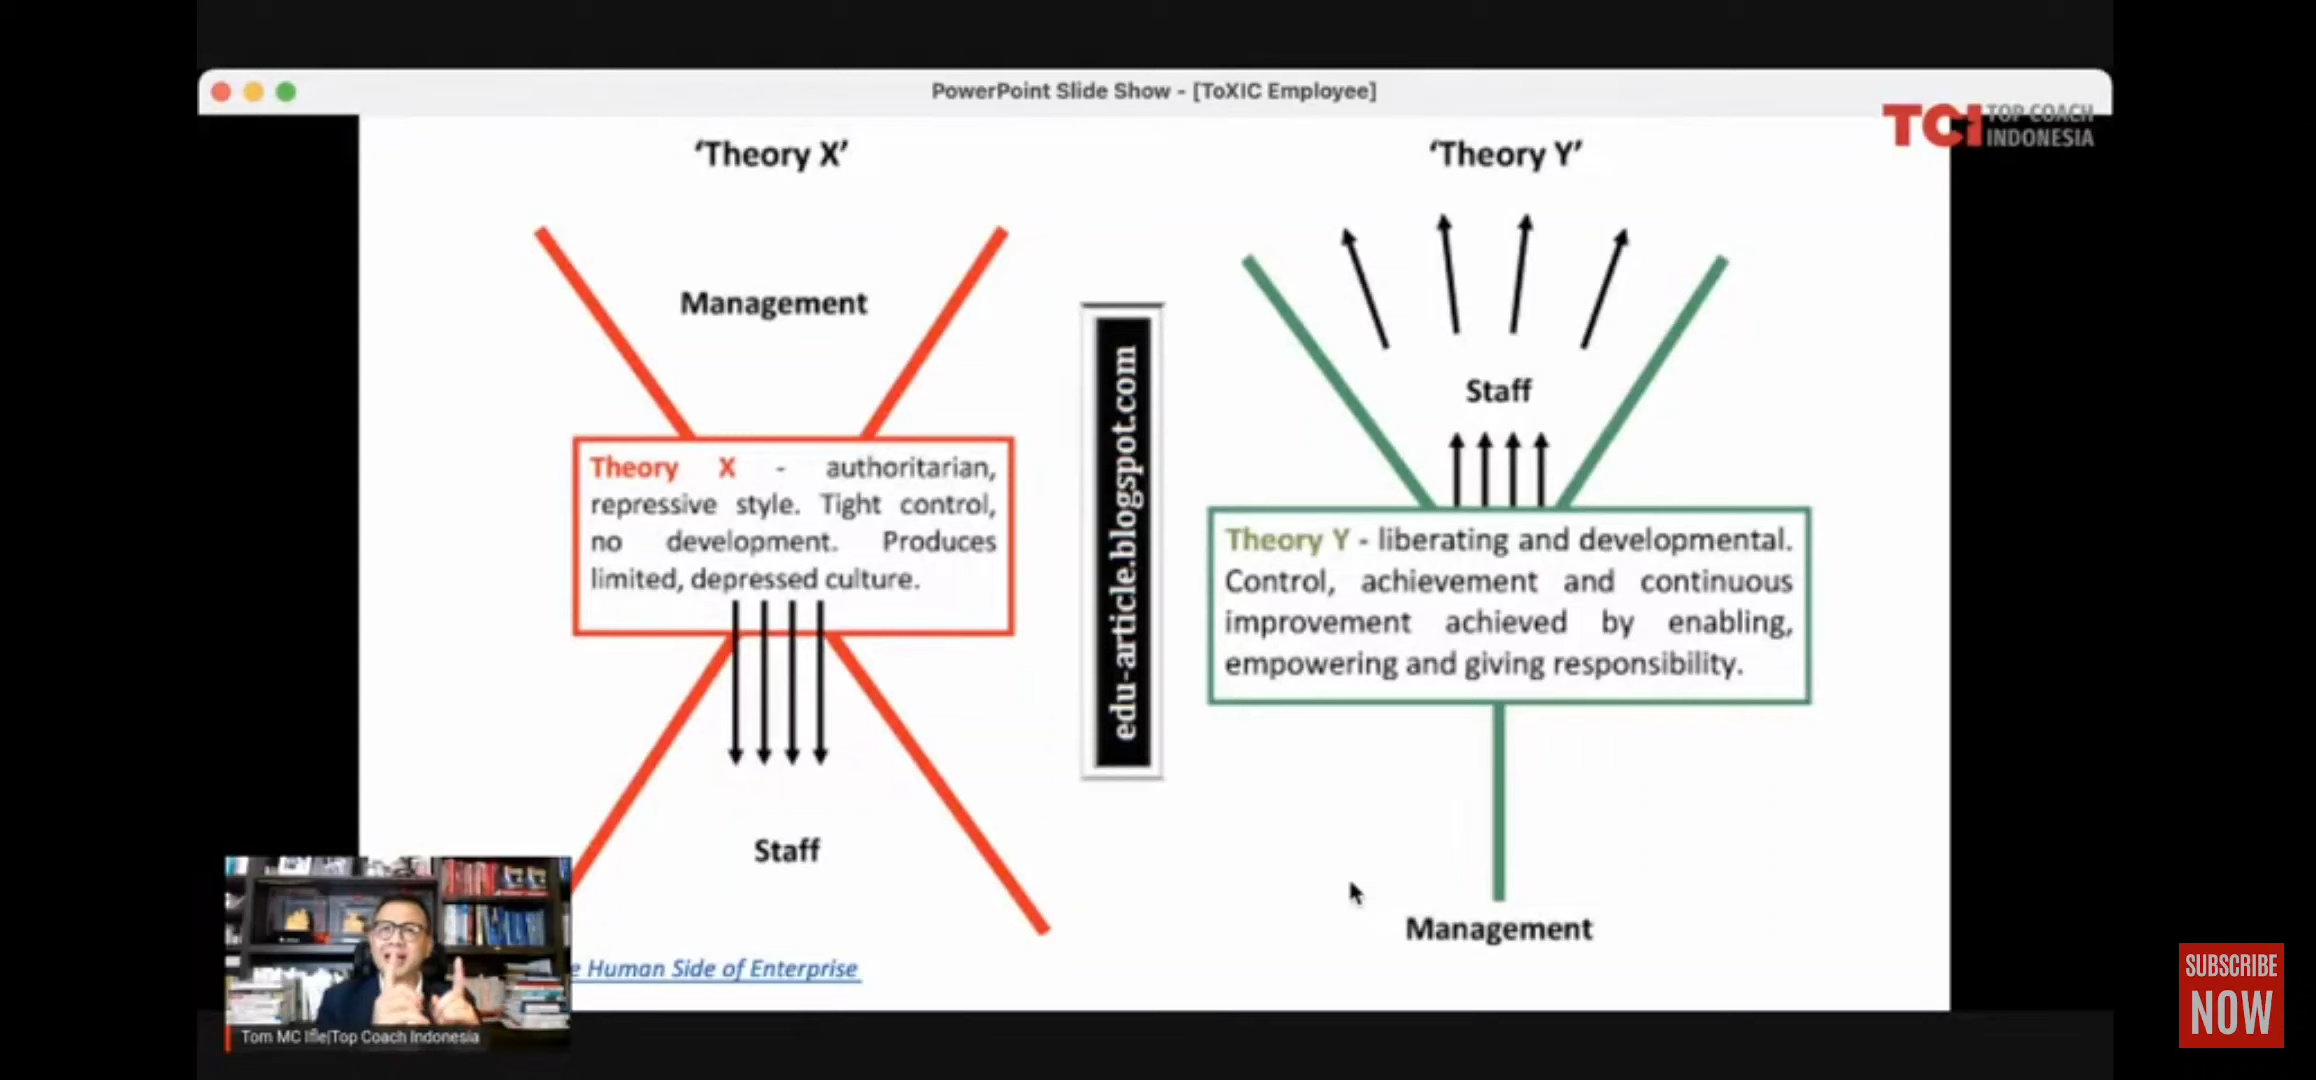 PowerPoint Slide Show - [ToXIC Employee]
TCI TOP COACH
INDONESIA
'Theory X'
Management
Theory X - authoritarian,
repressive style. Tight control,
no development. Produces
limited, depressed culture.
Staff
Human Side of Enterprise
edu-article.blogspot.com
'Theory Y'
Staff
Theory Y - liberating and developmental.
Control, achievement and continuous
improvement achieved by enabling,
empowering and giving responsibility.
Management
Tom MC Ifle|Top Coach Indonesia
SUBSCRIBE
NOW